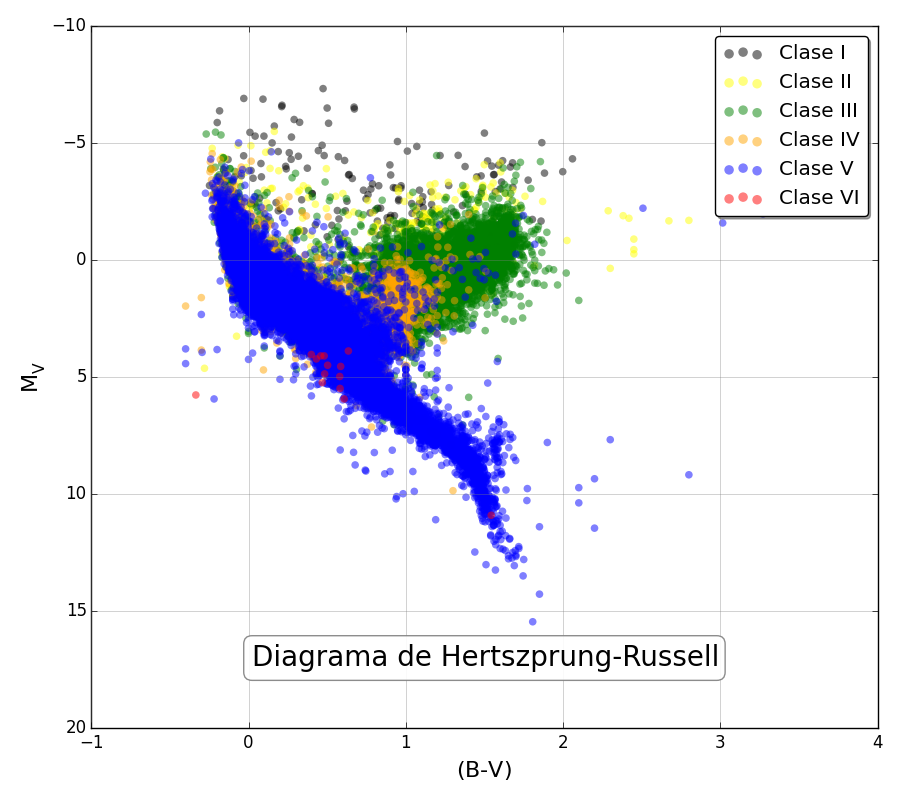 −10
−5
0
5
10
15
20
M_V
−1
0
1
2
3
4
(B-V)
Clase I
Clase II
Clase III
Clase IV
Clase V
Clase VI
Diagrama de Hertszprung-Russell